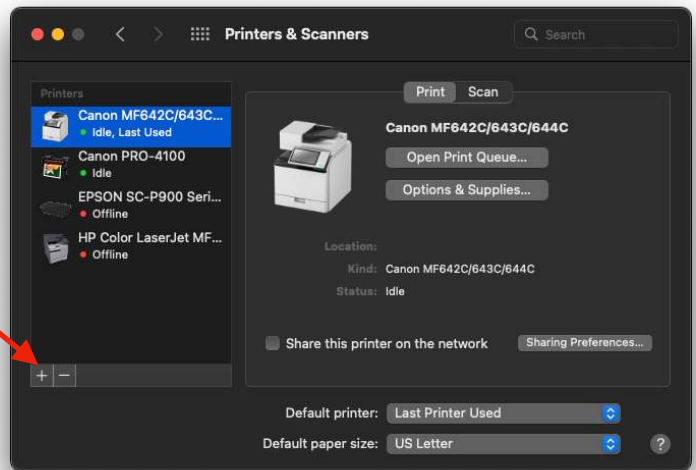 Printers & Scanners
Search
Printers
Canon MF642C/643C...
Idle, Last Used
Canon PRO-4100
Idle
EPSON SC-P900 Seri...
Offline
HP Color LaserJet MF...
Offline
+ −
Print Scan
Canon MF642C/643C/644C
Open Print Queue...
Options & Supplies...
Location:
Kind: Canon MF642C/643C/644C
Status: Idle
Share this printer on the network Sharing Preferences...
Default printer: Last Printer Used
Default paper size: US Letter ?